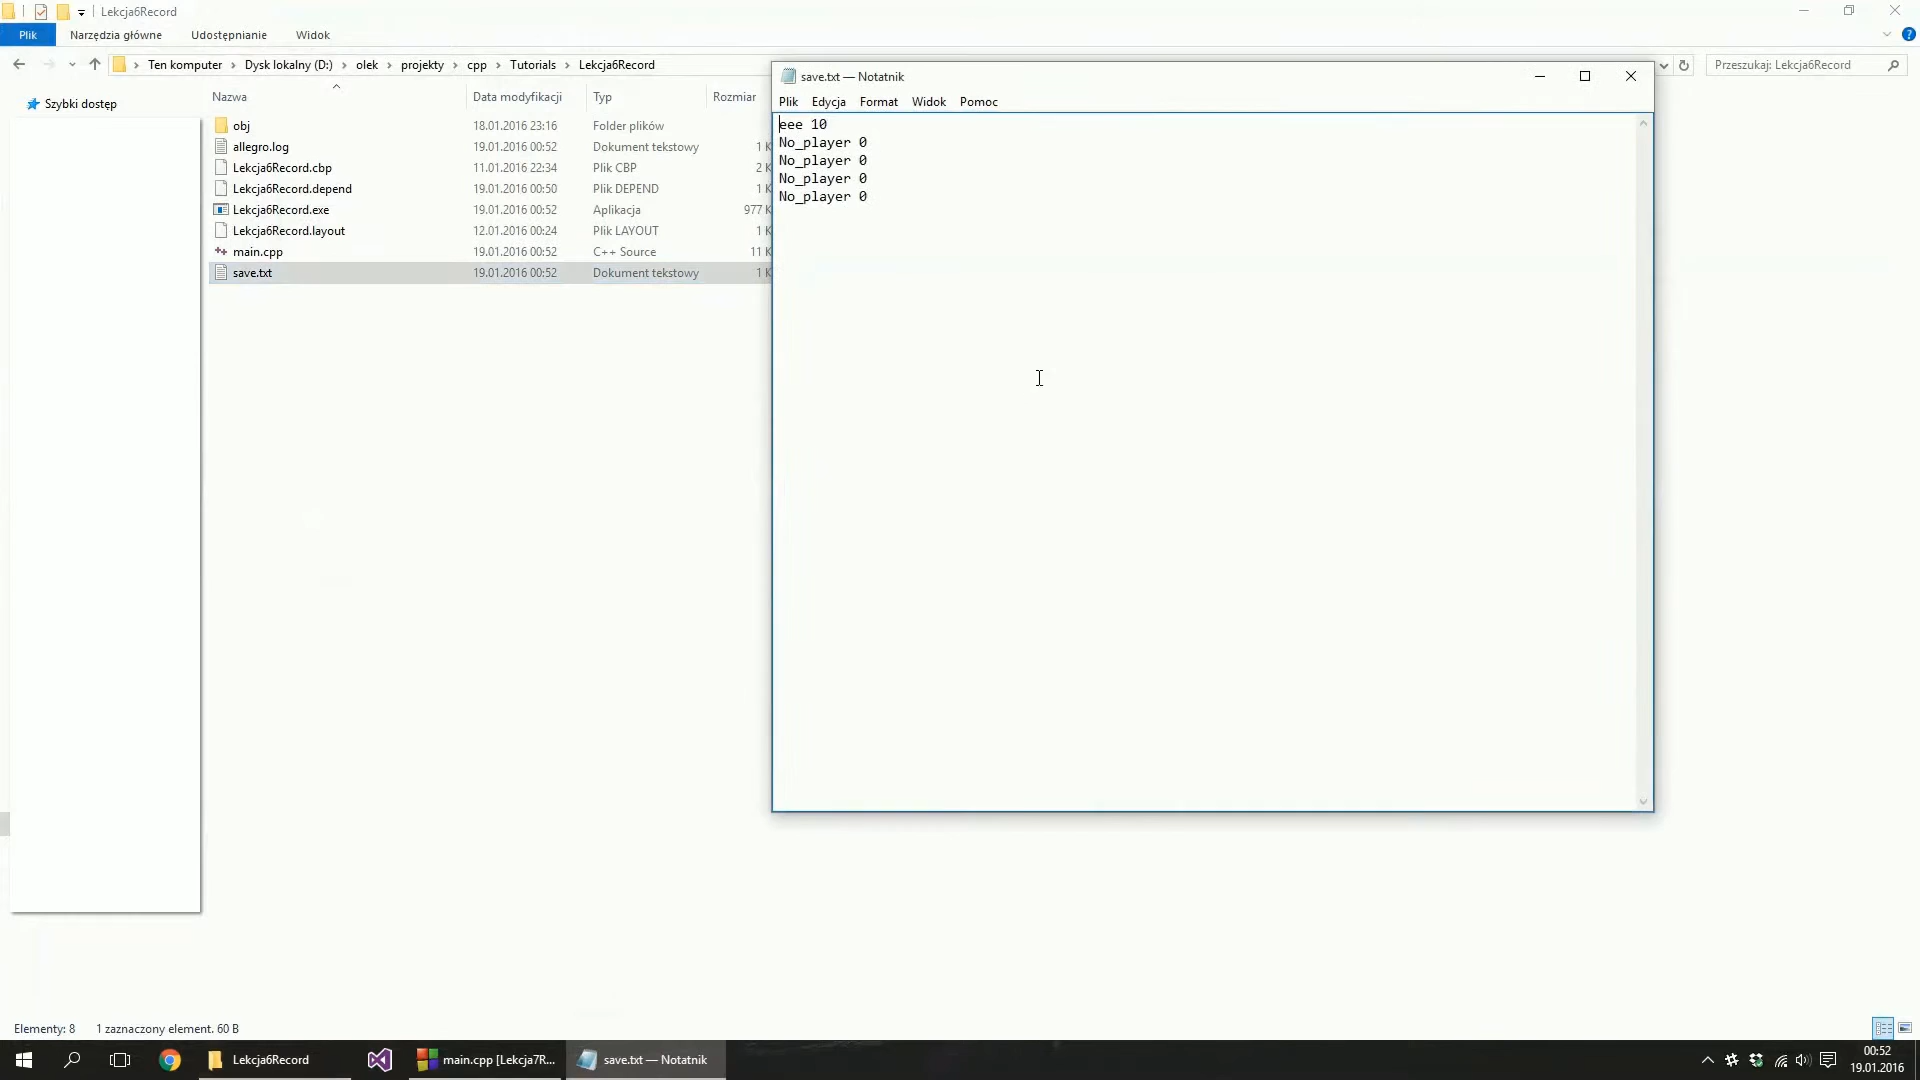 Lekcja6Record
Plik Narzędzia główne Udostępnianie Widok
Ten komputer Dysk lokalny (D:) olek projekty cpp Tutorials Lekcja6Record
Przeszukaj: Lekcja6Record
Szybki dostęp
Nazwa Data modyfikacji Typ Rozmiar
obj 18.01.2016 23:16 Folder plików
allegro.log 19.01.2016 00:52 Dokument tekstowy 1 K
Lekcja6Record.cbp 11.01.2016 22:34 Plik CBP 2 K
Lekcja6Record.depend 19.01.2016 00:50 Plik DEPEND 1 K
Lekcja6Record.exe 19.01.2016 00:52 Aplikacja 977 K
Lekcja6Record.layout 12.01.2016 00:24 Plik LAYOUT 1 K
main.cpp 19.01.2016 00:52 C++ Source 11 K
save.txt 19.01.2016 00:52 Dokument tekstowy 1 K
save.txt — Notatnik
Plik Edycja Format Widok Pomoc
eee 10
No_player 0
No_player 0
No_player 0
No_player 0
Elementy: 8 1 zaznaczony element. 60 B
Lekcja6Record
main.cpp [Lekcja7R...
save.txt — Notatnik
00:52
19.01.2016